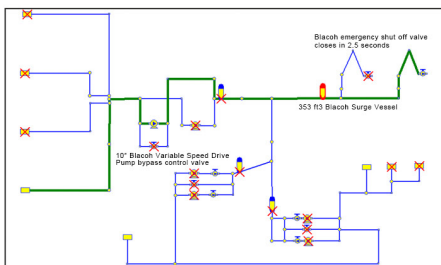 Blacoh emergency shut off valve
closes in 2.5 seconds
353 ft3 Blacoh Surge Vessel
10" Blacoh Variable Speed Drive
Pump bypass control valve